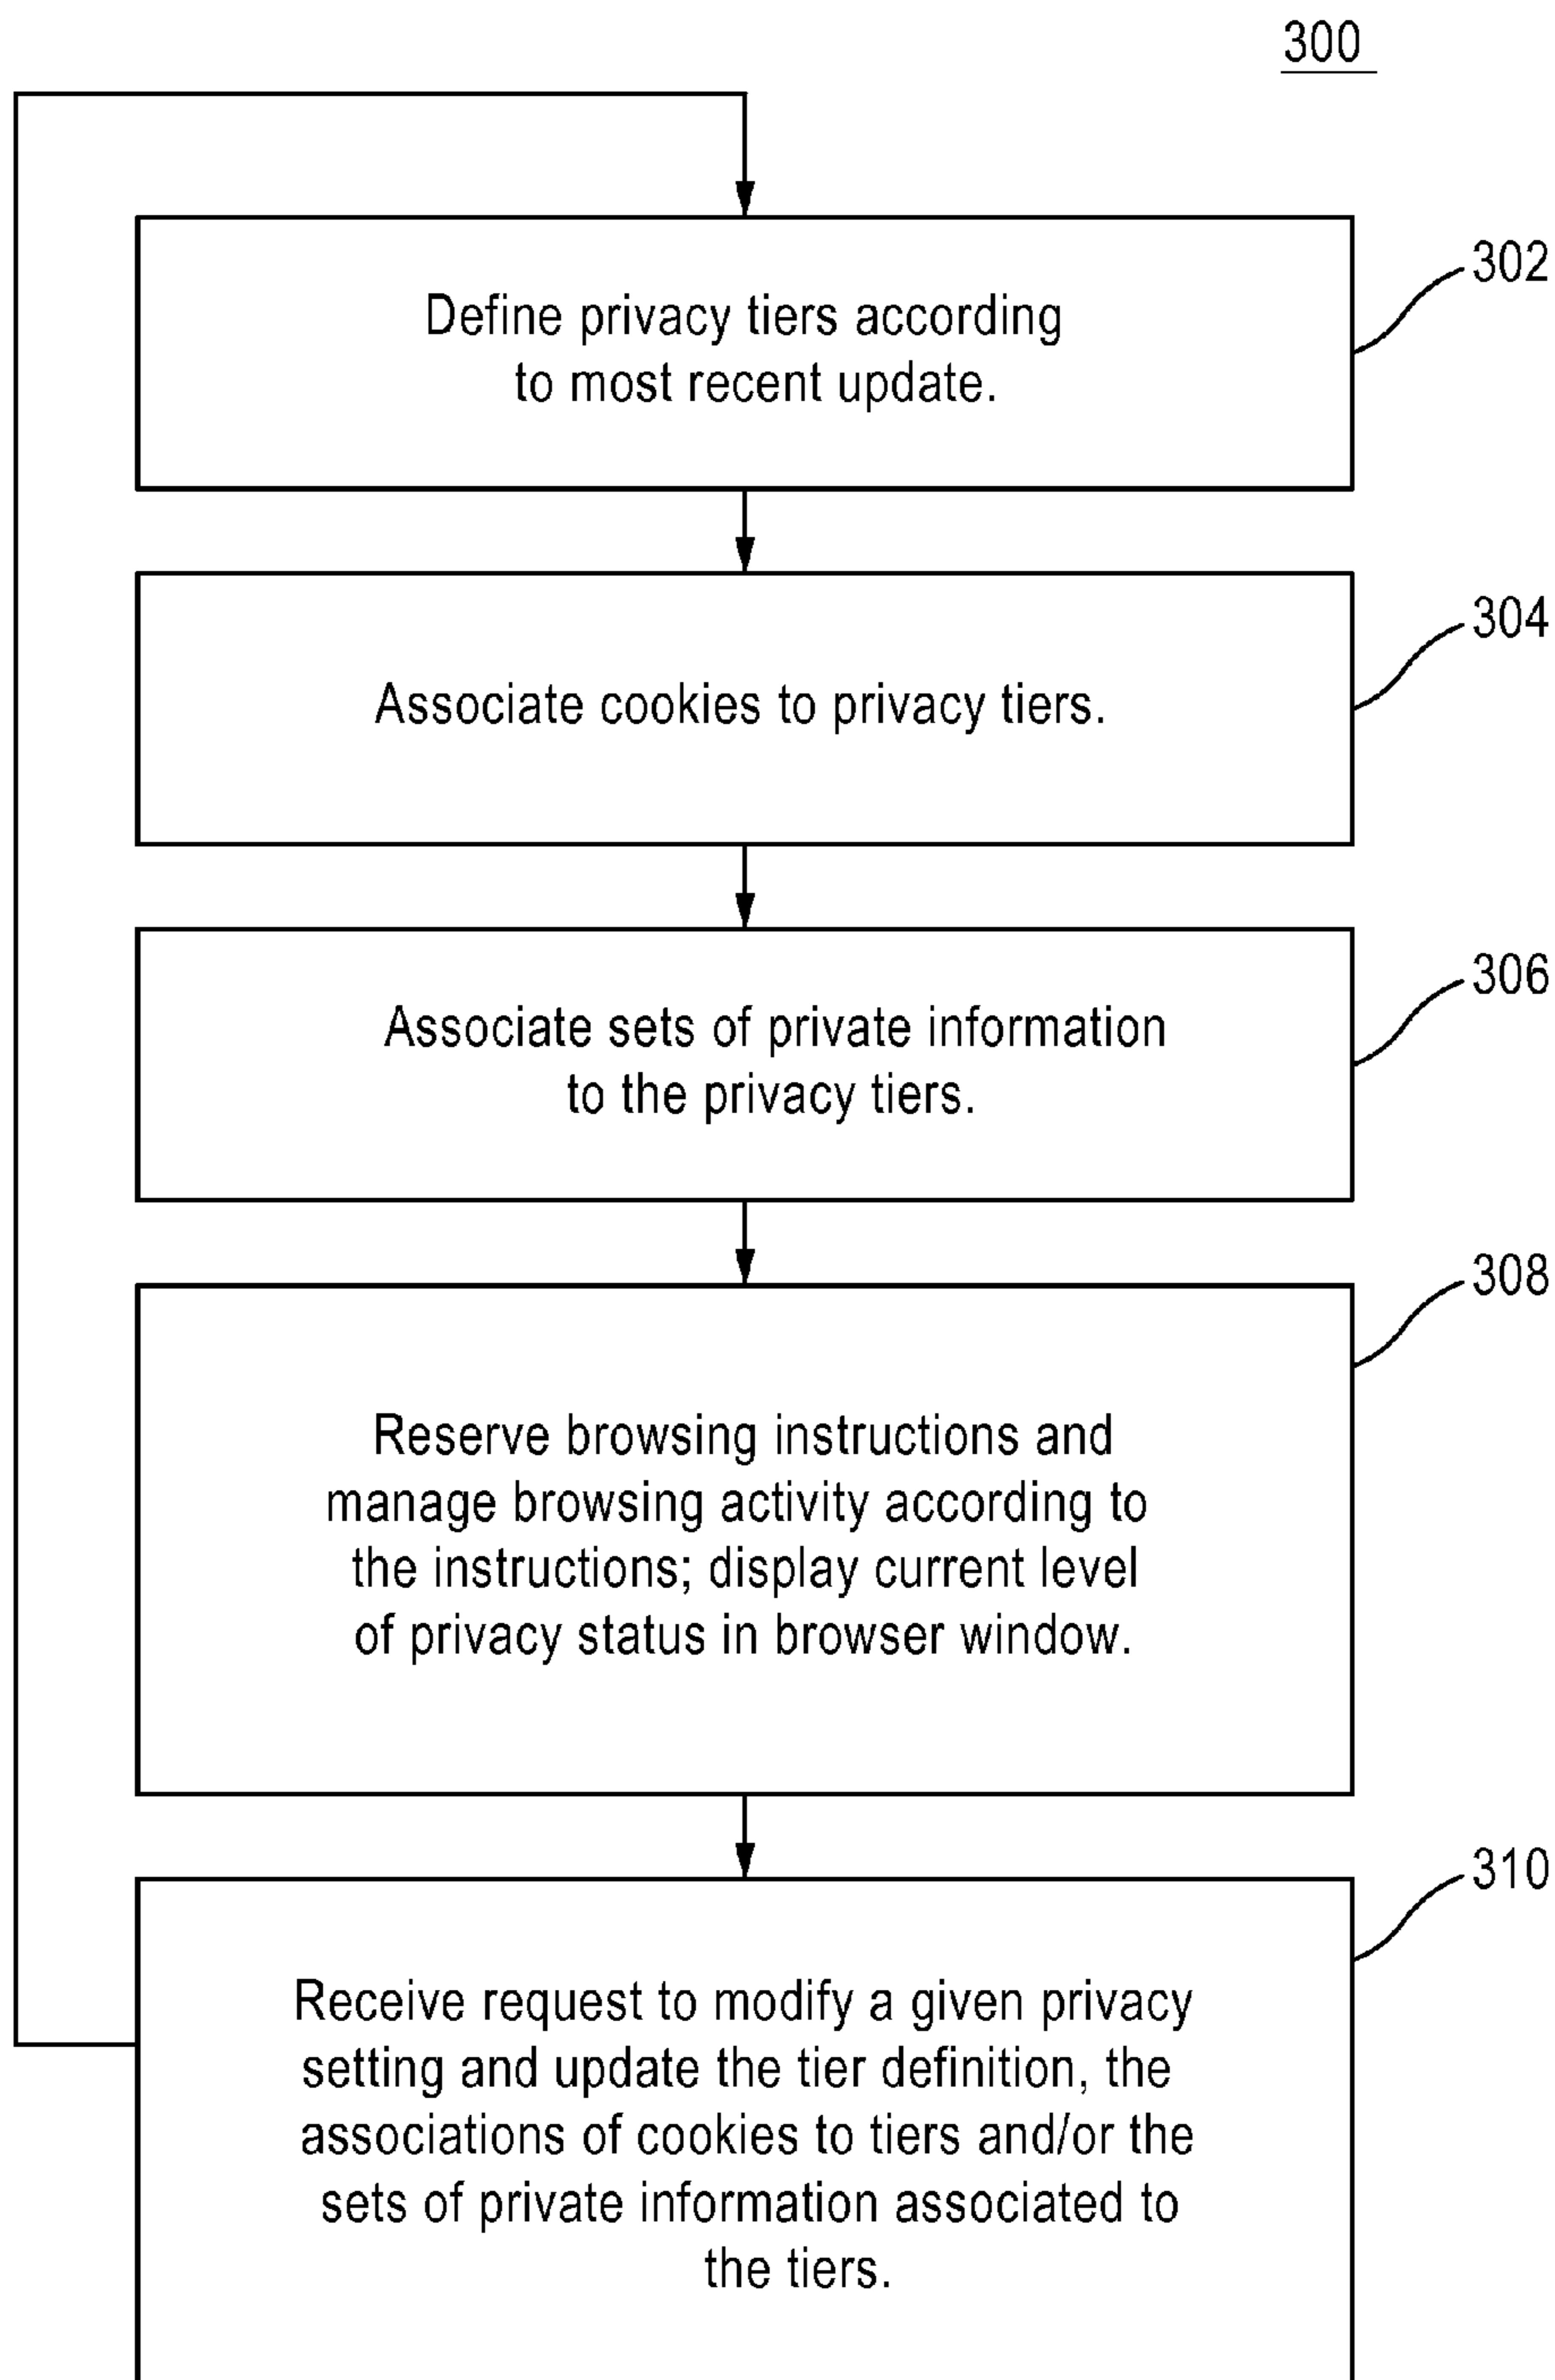 300
Define privacy tiers according
to most recent update.
302
Associate cookies to privacy tiers.
304
Associate sets of private information
to the privacy tiers.
306
Reserve browsing instructions and
manage browsing activity according to
the instructions; display current level
of privacy status in browser window.
308
Receive request to modify a given privacy
setting and update the tier definition, the
associations of cookies to tiers and/or the
sets of private information associated to
the tiers.
310